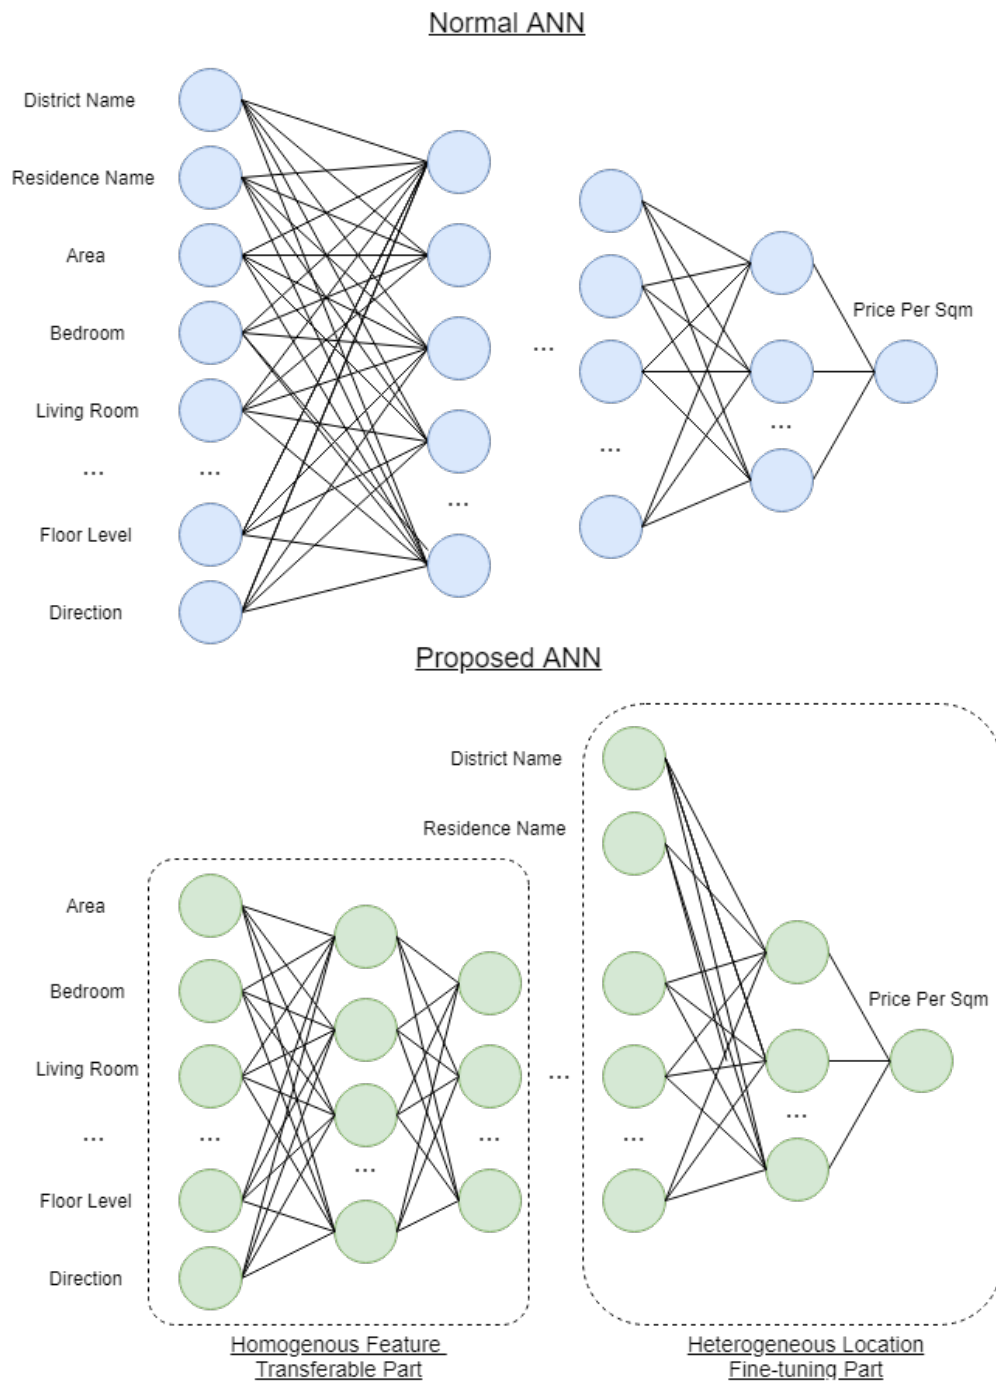 Normal ANN
District Name
Residence Name
Area
Bedroom
Living Room
...
Floor Level
Direction
...
...
...
...
...
Price Per Sqm
Proposed ANN
District Name
Residence Name
Area
Bedroom
Living Room
...
Floor Level
Direction
...
...
...
...
...
...
Price Per Sqm
Homogenous Feature
Transferable Part
Heterogeneous Location
Fine-tuning Part